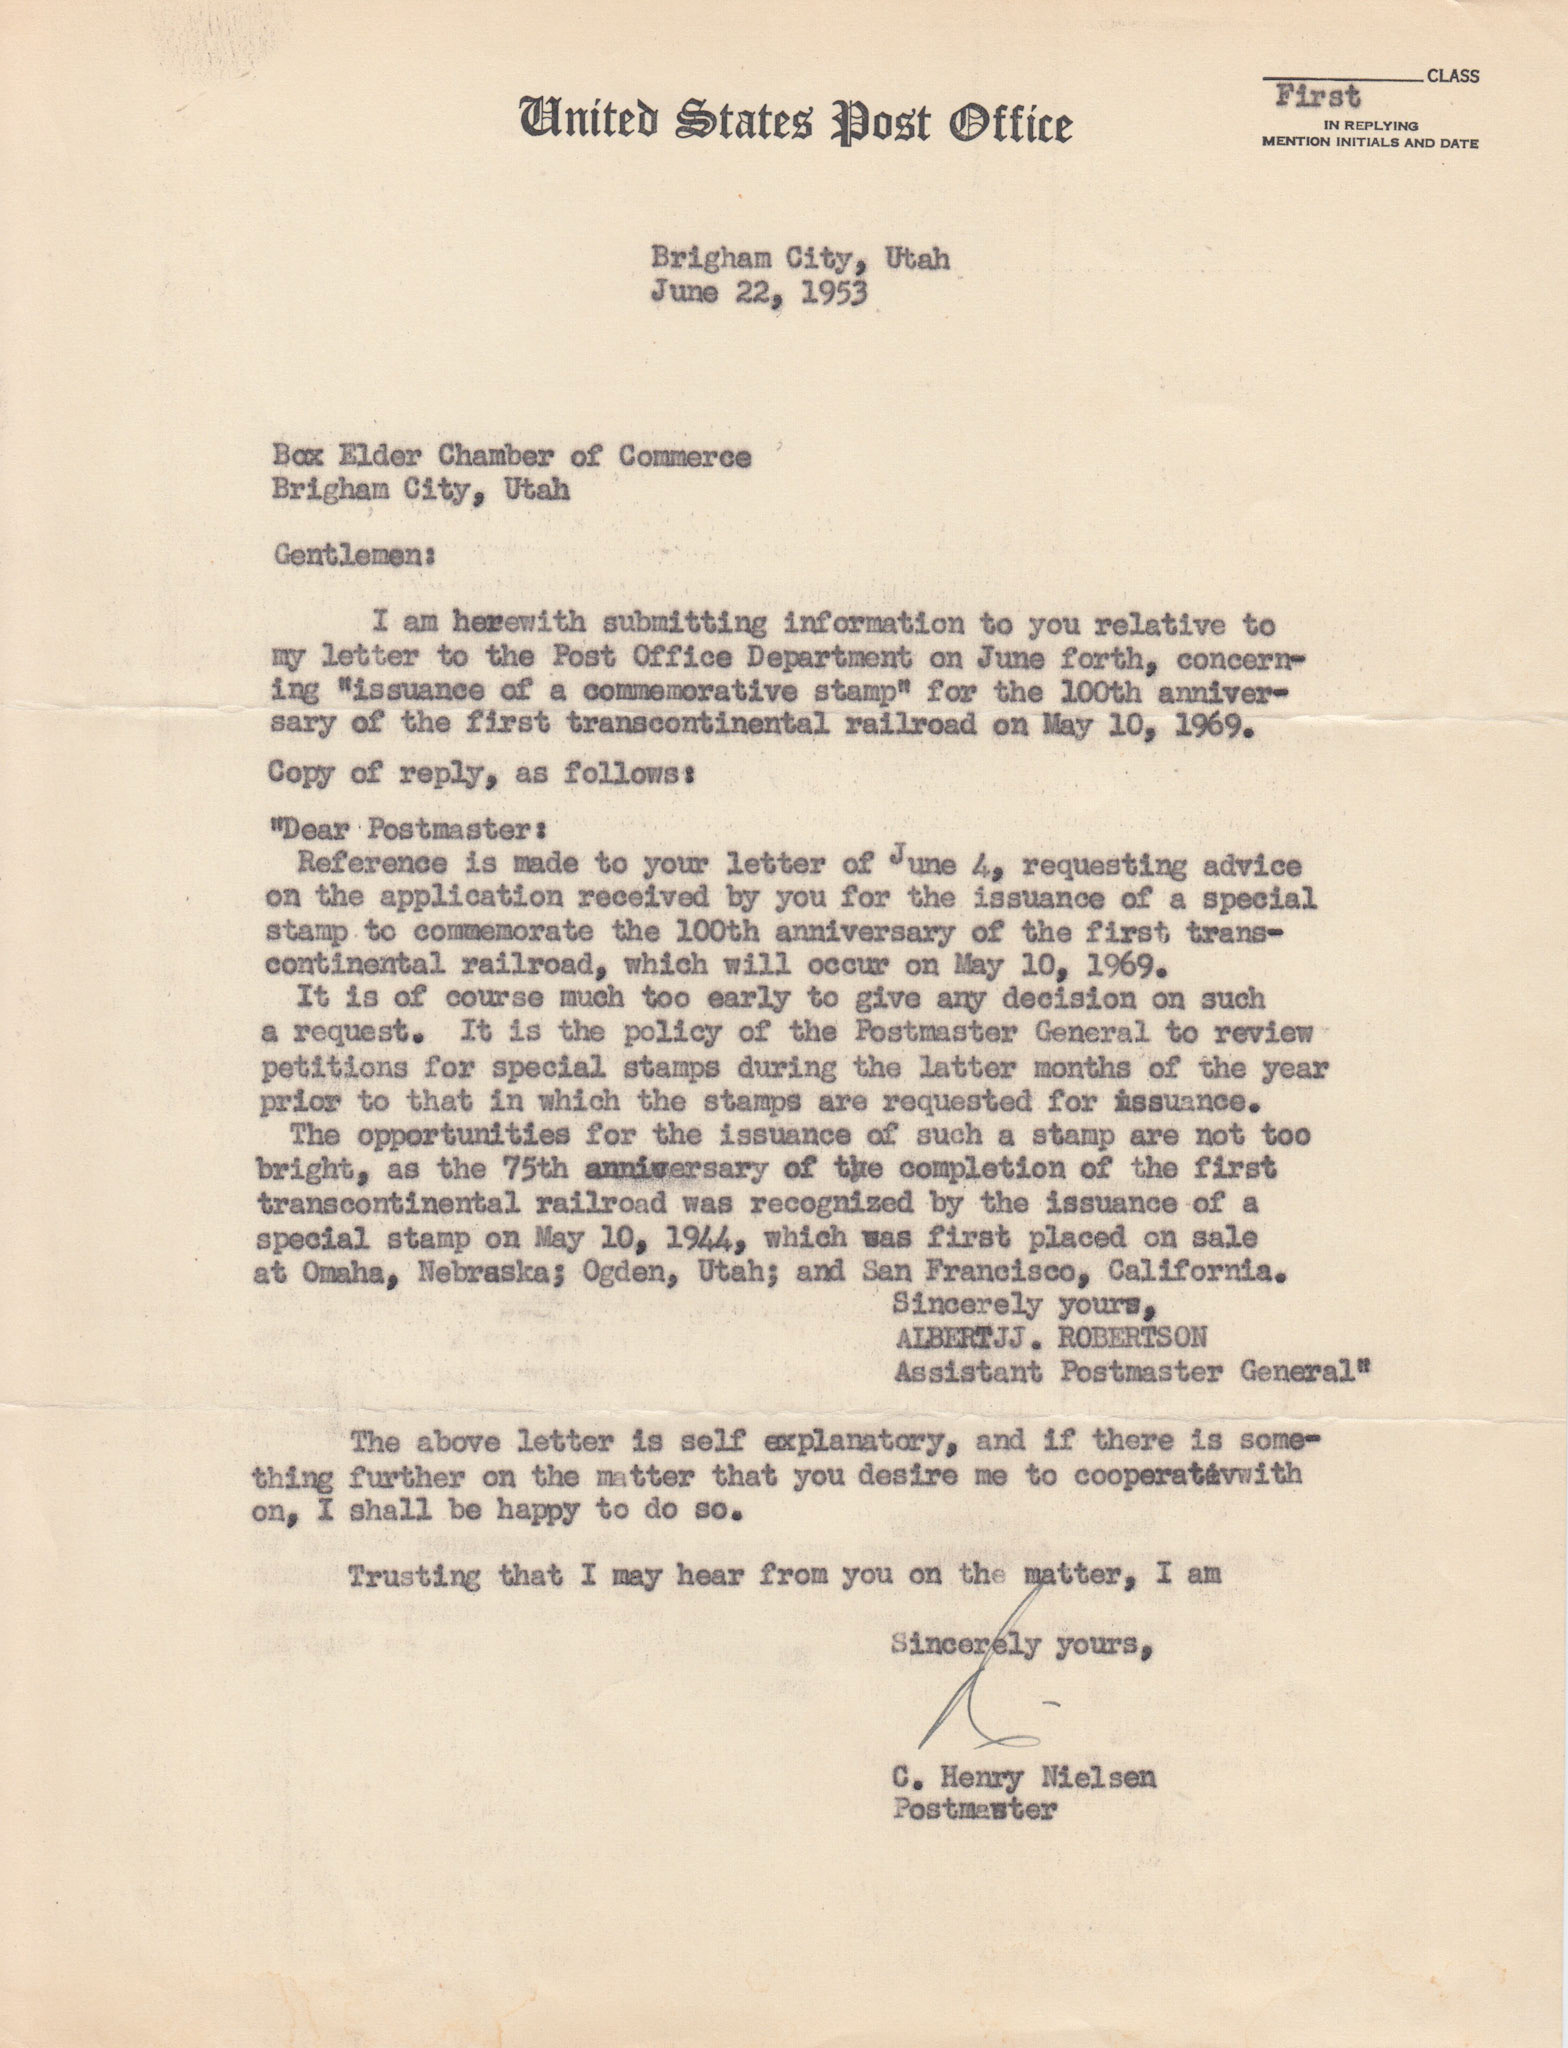 CLASS
First
IN REPLYING
MENTION INITIALS AND DATE
United States Post Office
Brigham City, Utah
June 22, 1953
Box Elder Chamber of Commerce
Brigham City, Utah
Gentlemen:
I am herewith submitting information to you relative to
my letter to the Post Office Department on June forth, concern-
ing "issuance of a commemorative stamp" for the 100th anniver-
sary of the first transcontinental railroad on May 10, 1969.
Copy of reply, as follows:
"Dear Postmaster:
Reference is made to your letter of June 4, requesting advice
on the application received by you for the issuance of a special
stamp to commemorate the 100th anniversary of the first trans-
continental railroad, which will occur on May 10, 1969.
It is of course much too early to give any decision on such
a request. It is the policy of the Postmaster General to review
petitions for special stamps during the latter months of the year
prior to that in which the stamps are requested for issuance.
The opportunities for the issuance of such a stamp are not too
bright, as the 75th anniversary of the completion of the first
transcontinental railroad was recognized by the issuance of a
special stamp on May 10, 1944, which was first placed on sale
at Omaha, Nebraska; Ogden, Utah; and San Francisco, California.
Sincerely yours,
ALBERTJJ. ROBERTSON
Assistant Postmaster General"
The above letter is self explanatory, and if there is some-
thing further on the matter that you desire me to cooperativwith
on, I shall be happy to do so.
Trusting that I may hear from you on the matter, I am
Sincerely yours,
C. Henry Nielsen
Postmaster